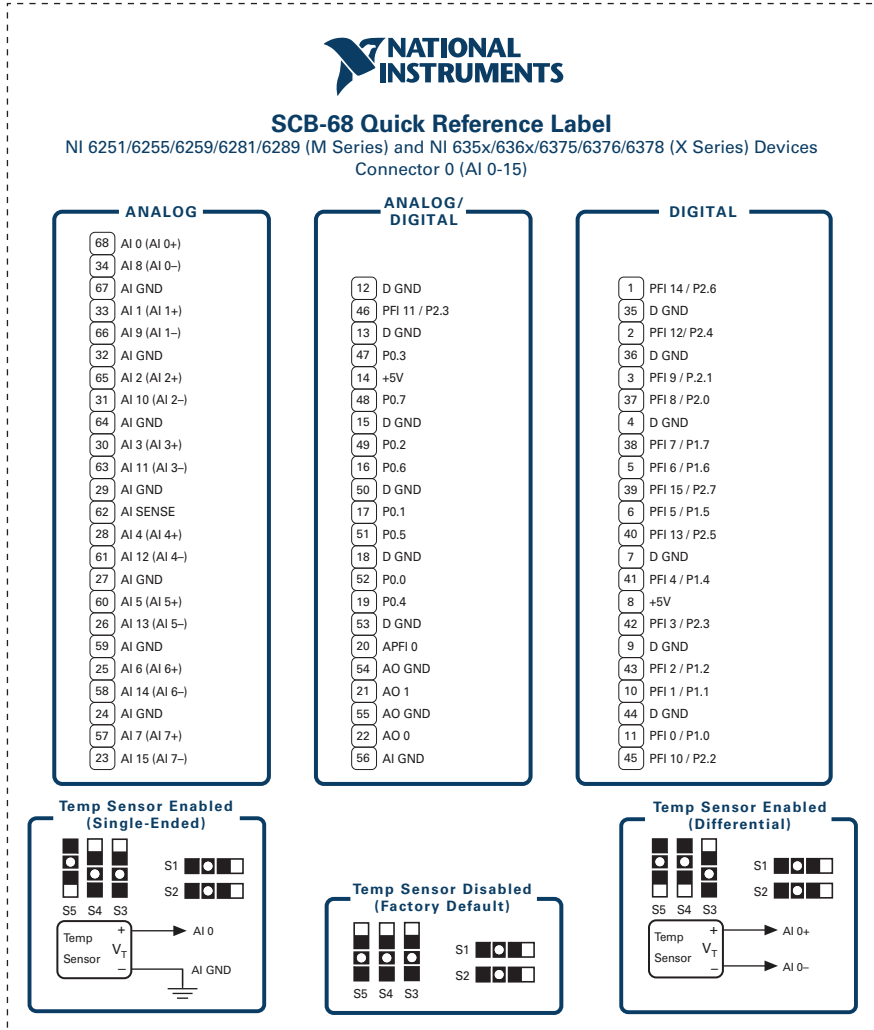 NATIONAL
INSTRUMENTS
SCB-68 Quick Reference Label
NI 6251/6255/6259/6281/6289 (M Series) and NI 635x/636x/6375/6376/6378 (X Series) Devices
Connector 0 (AI 0-15)
ANALOG
68 AI 0 (AI 0+)
34 AI 8 (AI 0–)
67 AI GND
33 AI 1 (AI 1+)
66 AI 9 (AI 1–)
32 AI GND
65 AI 2 (AI 2+)
31 AI 10 (AI 2–)
64 AI GND
30 AI 3 (AI 3+)
63 AI 11 (AI 3–)
29 AI GND
62 AI SENSE
28 AI 4 (AI 4+)
61 AI 12 (AI 4–)
27 AI GND
60 AI 5 (AI 5+)
26 AI 13 (AI 5–)
59 AI GND
25 AI 6 (AI 6+)
58 AI 14 (AI 6–)
24 AI GND
57 AI 7 (AI 7+)
23 AI 15 (AI 7–)
ANALOG/
DIGITAL
12 D GND
46 PFI 11 / P2.3
13 D GND
47 P0.3
14 +5V
48 P0.7
15 D GND
49 P0.2
16 P0.6
50 D GND
17 P0.1
51 P0.5
18 D GND
52 P0.0
19 P0.4
53 D GND
20 APFI 0
54 AO GND
21 AO 1
55 AO GND
22 AO 0
56 AI GND
DIGITAL
1 PFI 14 / P2.6
35 D GND
2 PFI 12/ P2.4
36 D GND
3 PFI 9 / P.2.1
37 PFI 8 / P2.0
4 D GND
38 PFI 7 / P1.7
5 PFI 6 / P1.6
39 PFI 15 / P2.7
6 PFI 5 / P1.5
40 PFI 13 / P2.5
7 D GND
41 PFI 4 / P1.4
8 +5V
42 PFI 3 / P2.3
9 D GND
43 PFI 2 / P1.2
10 PFI 1 / P1.1
44 D GND
11 PFI 0 / P1.0
45 PFI 10 / P2.2
Temp Sensor Enabled
(Single-Ended)
S1
S2
S5 S4 S3
Temp
Sensor
VT
+
–
AI 0
AI GND
Temp Sensor Disabled
(Factory Default)
S1
S2
S5 S4 S3
Temp Sensor Enabled
(Differential)
S1
S2
S5 S4 S3
Temp
Sensor
VT
+
–
AI 0+
AI 0–